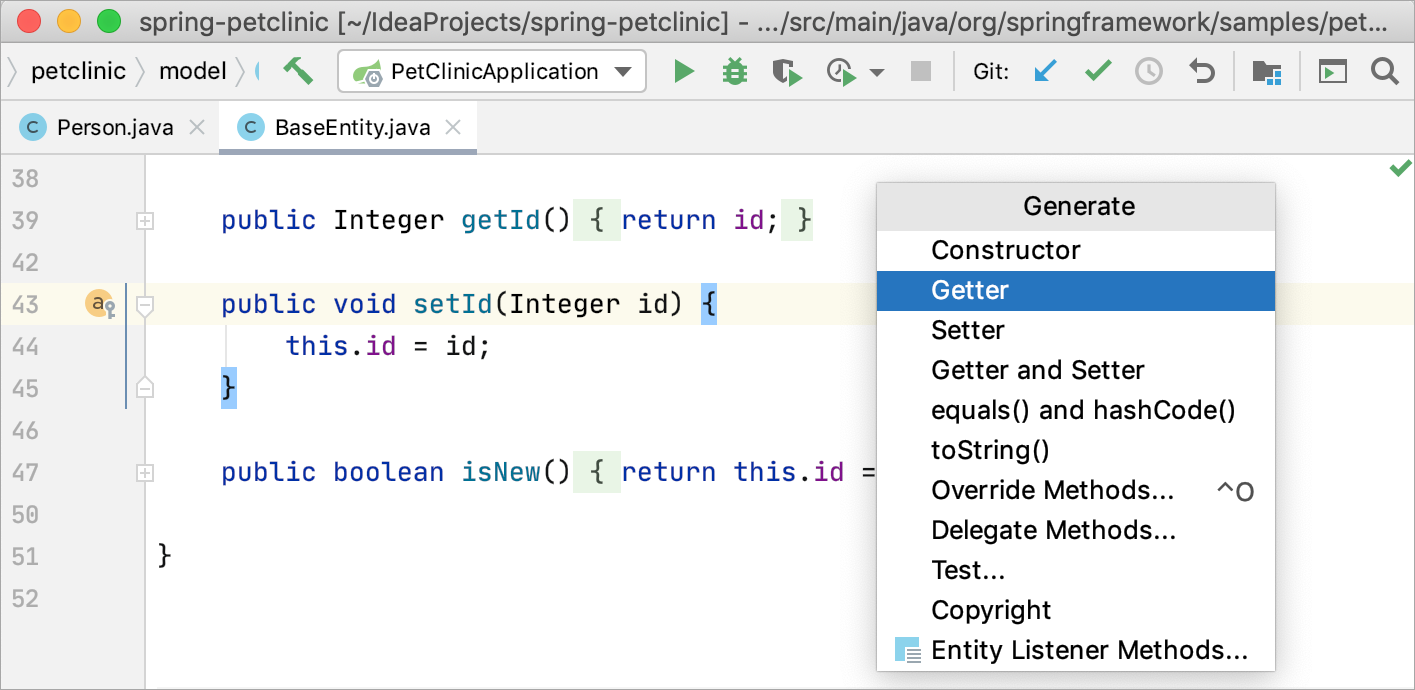 spring-petclinic [~/IdeaProjects/spring-petclinic] - .../src/main/java/org/springframework/samples/pet...
petclinic model PetClinicApplication Git:
C Person.java C BaseEntity.java
38
39 public Integer getId() { return id; }
42
43 a public void setId(Integer id) {
44 this.id = id;
45 }
46
47 public boolean isNew() { return this.id =
50
51 }
52
Generate
Constructor
Getter
Setter
Getter and Setter
equals() and hashCode()
toString()
Override Methods... ^O
Delegate Methods...
Test...
Copyright
Entity Listener Methods...